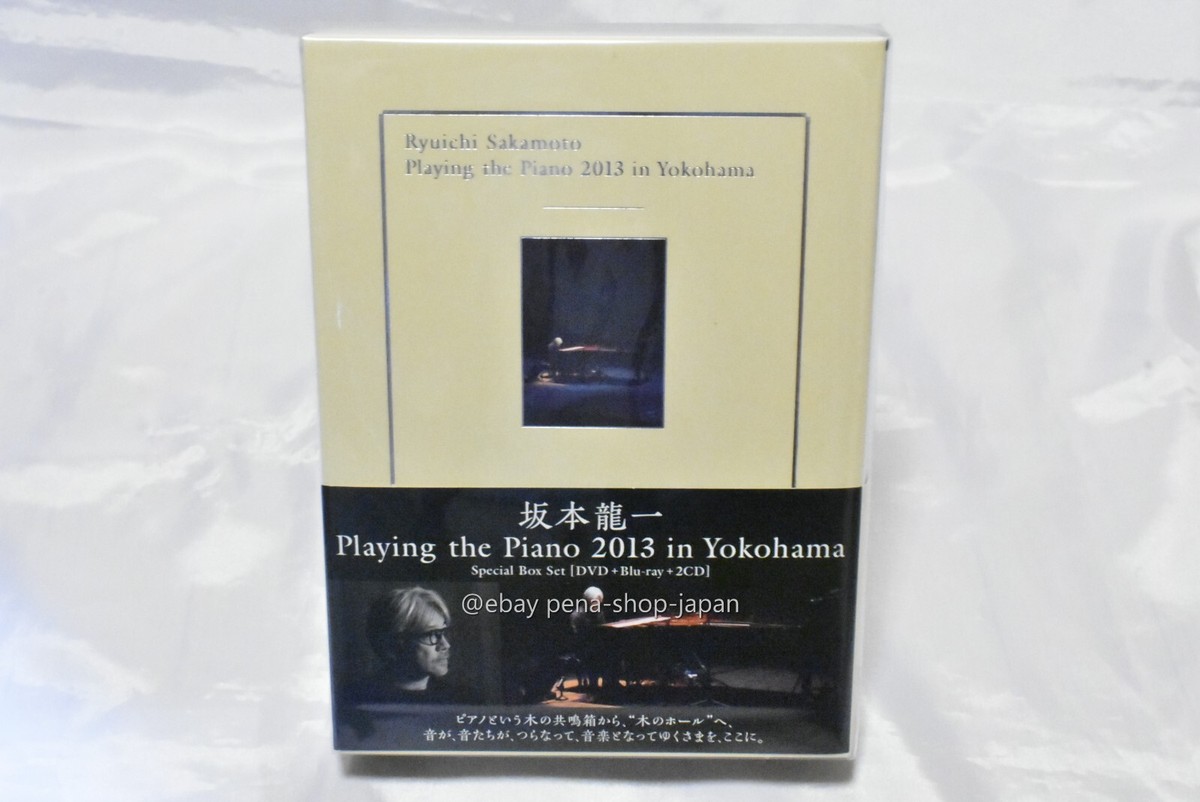 Ryuichi Sakamoto
Playing the Piano 2013 in Yokohama
坂本龍一
Playing the Piano 2013 in Yokohama
Special Box Set [DVD+Blu-ray+2CD]
@ebay pena-shop-japan
ピアノという木の共鳴箱から、“木のホール”へ、
音が、音たちが、つらなって、音楽となってゆくさまを、ここに。